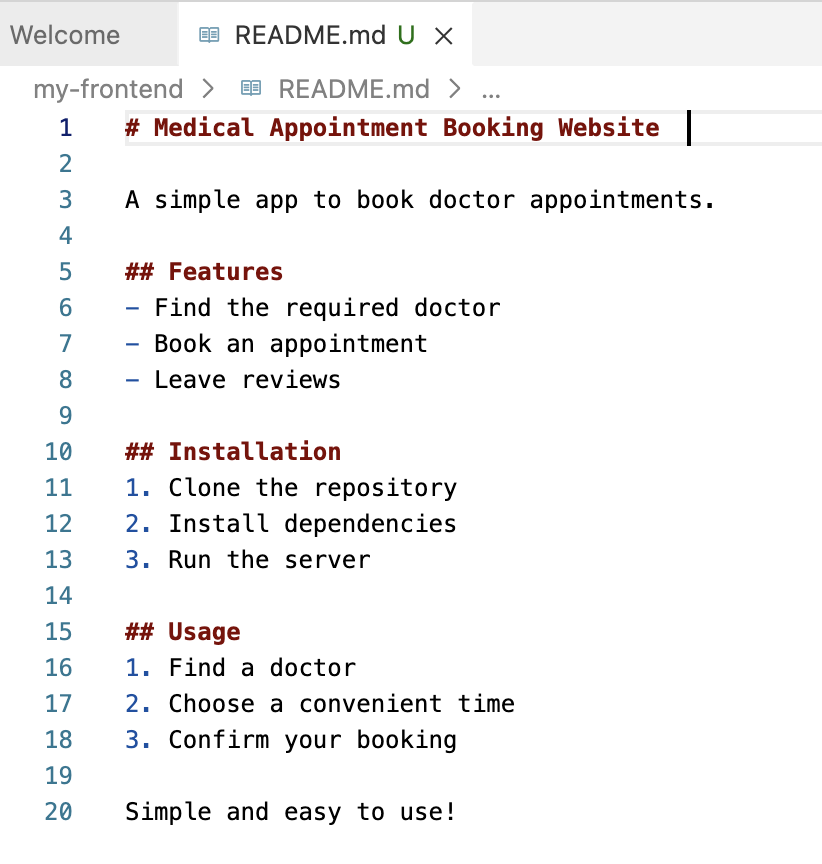 Welcome README.md U
my-frontend > README.md > ...
1 # Medical Appointment Booking Website
2
3 A simple app to book doctor appointments.
4
5 ## Features
6 - Find the required doctor
7 - Book an appointment
8 - Leave reviews
9
10 ## Installation
11 1. Clone the repository
12 2. Install dependencies
13 3. Run the server
14
15 ## Usage
16 1. Find a doctor
17 2. Choose a convenient time
18 3. Confirm your booking
19
20 Simple and easy to use!